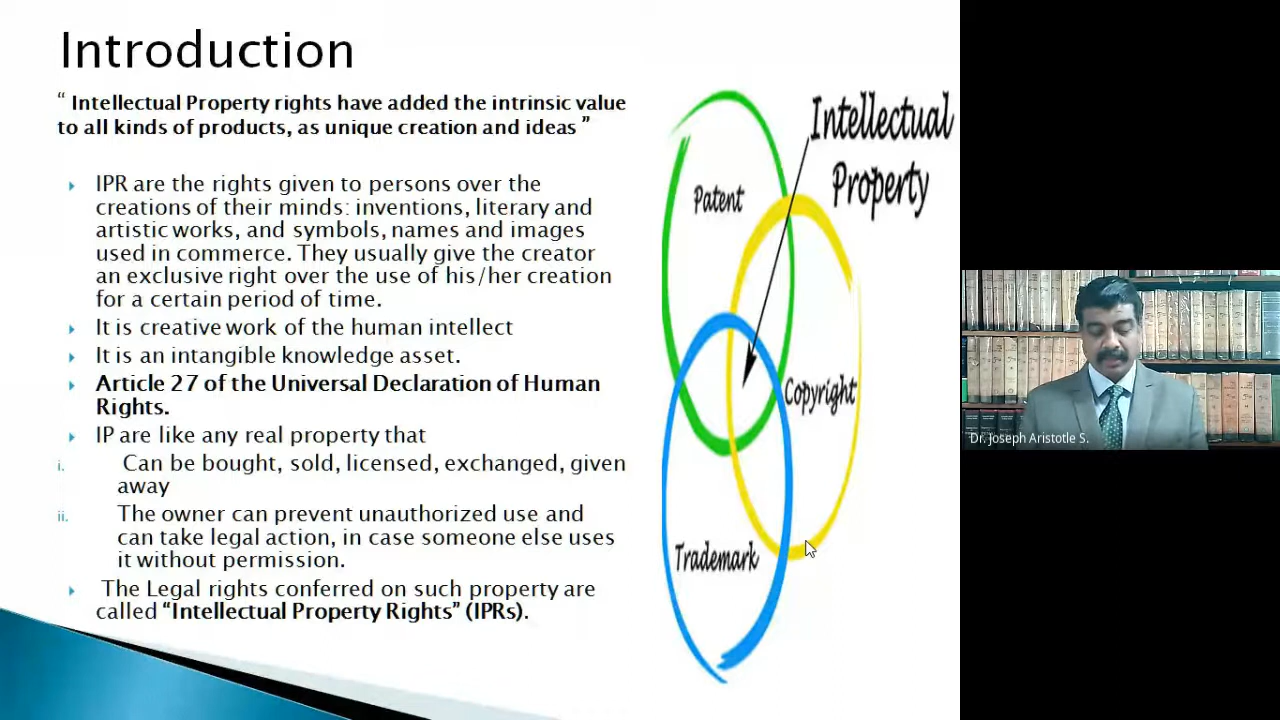 Introduction
“ Intellectual Property rights have added the intrinsic value
to all kinds of products, as unique creation and ideas ”
IPR are the rights given to persons over the
creations of their minds: inventions, literary and
artistic works, and symbols, names and images
used in commerce. They usually give the creator
an exclusive right over the use of his/her creation
for a certain period of time.
It is creative work of the human intellect
It is an intangible knowledge asset.
Article 27 of the Universal Declaration of Human
Rights.
IP are like any real property that
i. Can be bought, sold, licensed, exchanged, given
away
ii. The owner can prevent unauthorized use and
can take legal action, in case someone else uses
it without permission.
The Legal rights conferred on such property are
called “Intellectual Property Rights” (IPRs).
Intellectual
Property
Patent
Copyright
Trademark
Dr. Joseph Aristotle S.